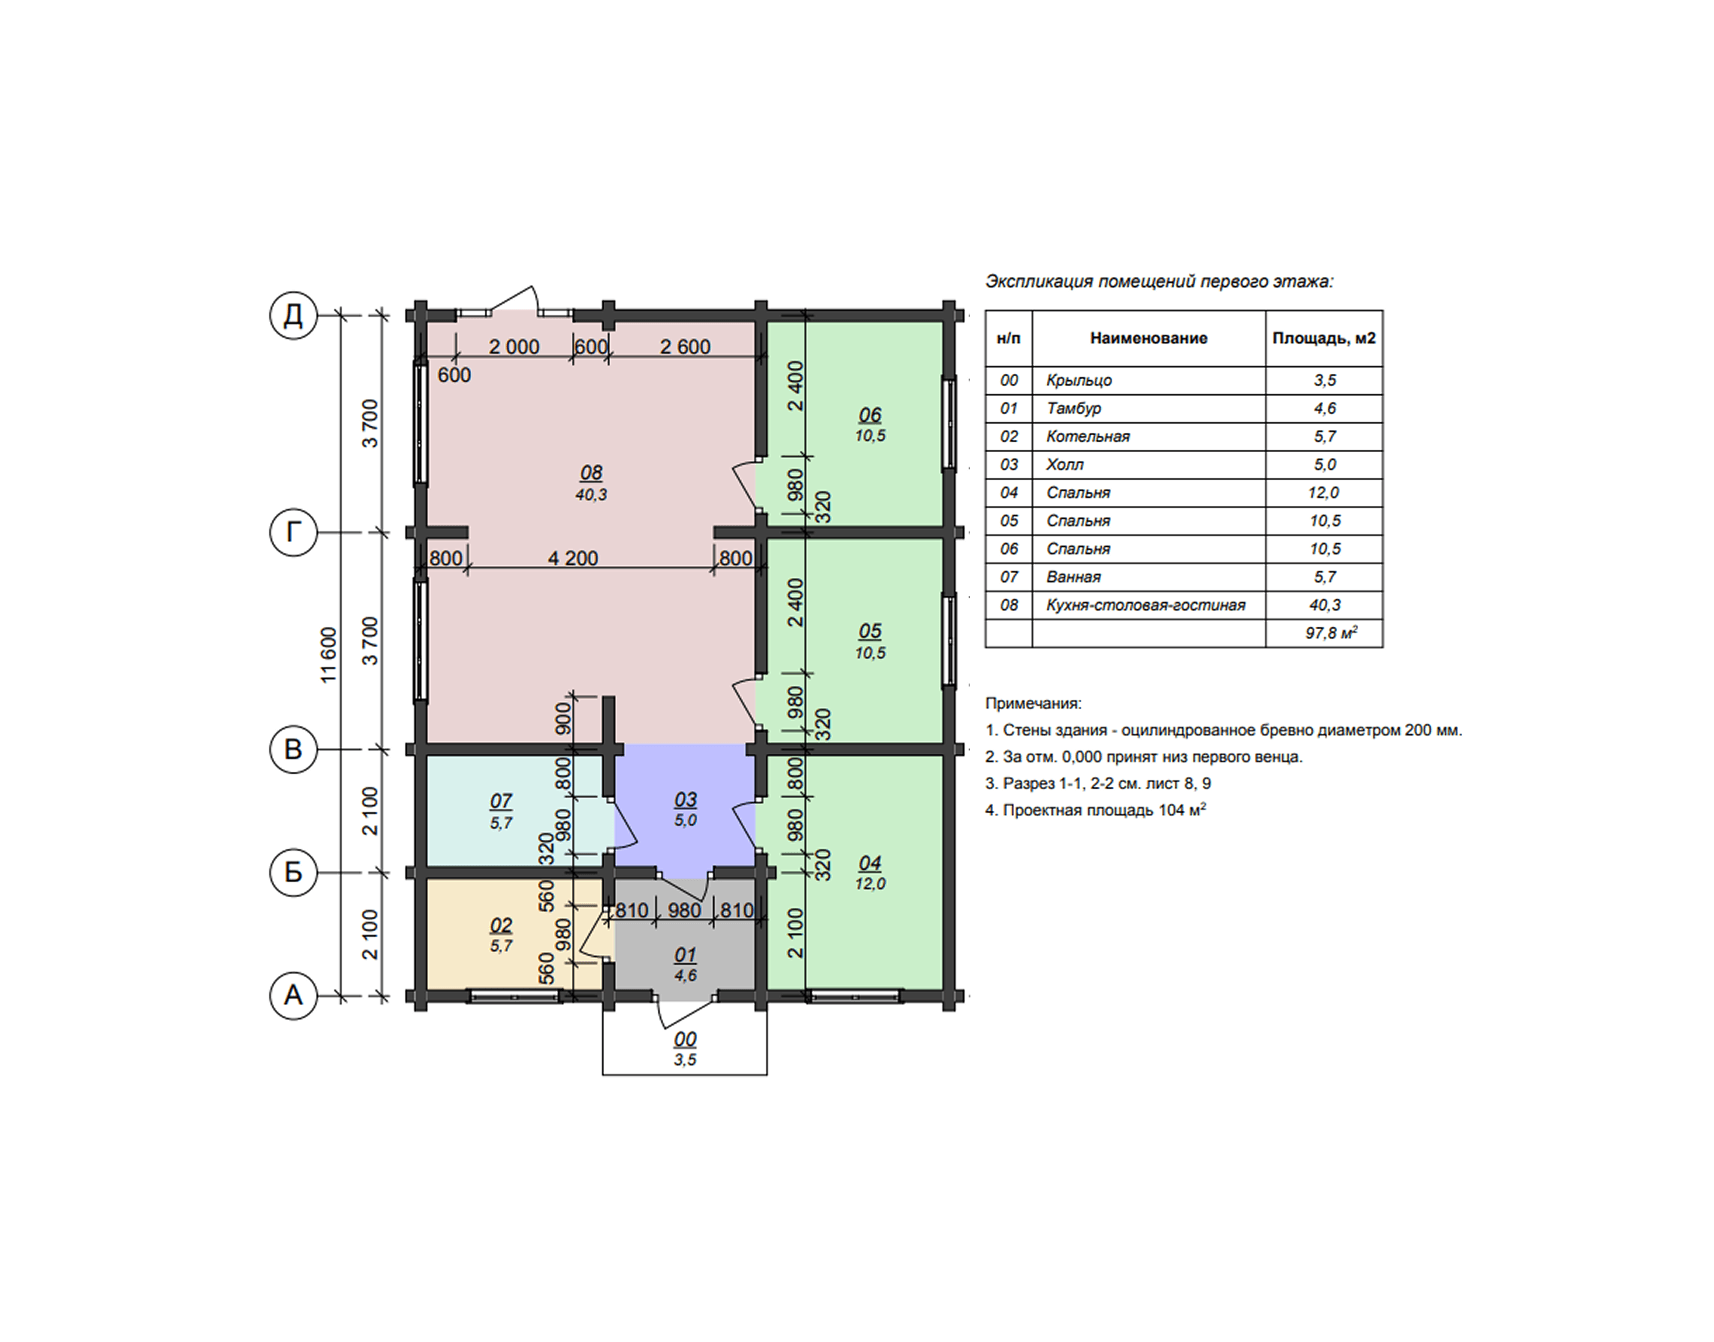 Экспликация помещений первого этажа:
н/п Наименование Площадь, м2
00 Крыльцо 3,5
01 Тамбур 4,6
02 Котельная 5,7
03 Холл 5,0
04 Спальня 12,0
05 Спальня 10,5
06 Спальня 10,5
07 Ванная 5,7
08 Кухня-столовая-гостиная 40,3
97,8 м²
Примечания:
1. Стены здания - оцилиндрованное бревно диаметром 200 мм.
2. За отм. 0,000 принят низ первого венца.
3. Разрез 1-1, 2-2 см. лист 8, 9
4. Проектная площадь 104 м²
Д
Г
В
Б
А
11 600
3 700
3 700
2 100
2 100
2 000
600
2 600
600
2 400
980
320
06
10,5
08
40,3
800
4 200
800
2 400
980
320
05
10,5
900
800
980
320
07
5,7
03
5,0
800
980
320
04
12,0
2 100
560
980
560
02
5,7
810
980
810
01
4,6
00
3,5